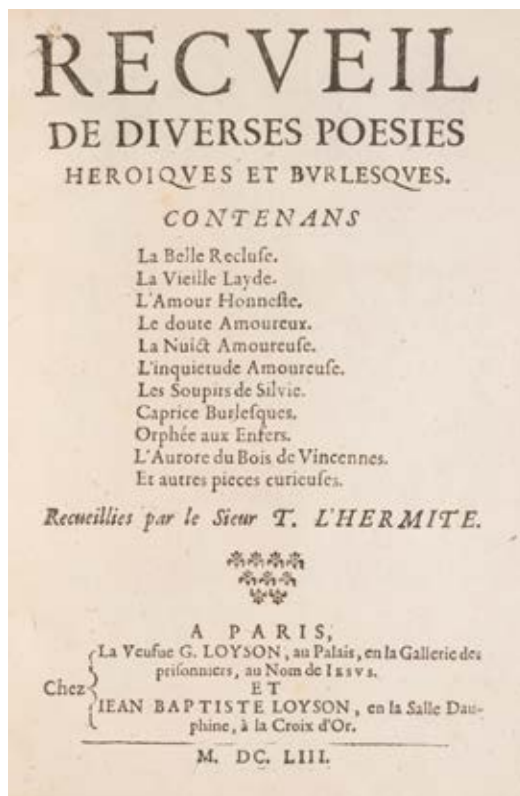 RECVEIL
DE DIVERSES POESIES
HEROIQVES ET BVRLESQVES.
CONTENANS
La Belle Recluſe.
La Vieille Layde.
L'Amour Honneſte.
Le doute Amoureux.
La Nuict Amoureuſe.
L'inquietude Amoureuſe.
Les Soupirs de Silvie.
Caprice Burleſques.
Orphée aux Enfers.
L'Aurore du Bois de Vincennes.
Et autres pieces curieuſes.
Recueillies par le Sieur T. L'HERMITE.
A PARIS,
La Veufue G. LOYSON, au Palais, en la Gallerie des
priſonniers, au Nom de IESVS.
Chez ET
IEAN BAPTISTE LOYSON, en la Salle Dau-
phine, à la Croix d'Or.
M. DC. LIII.